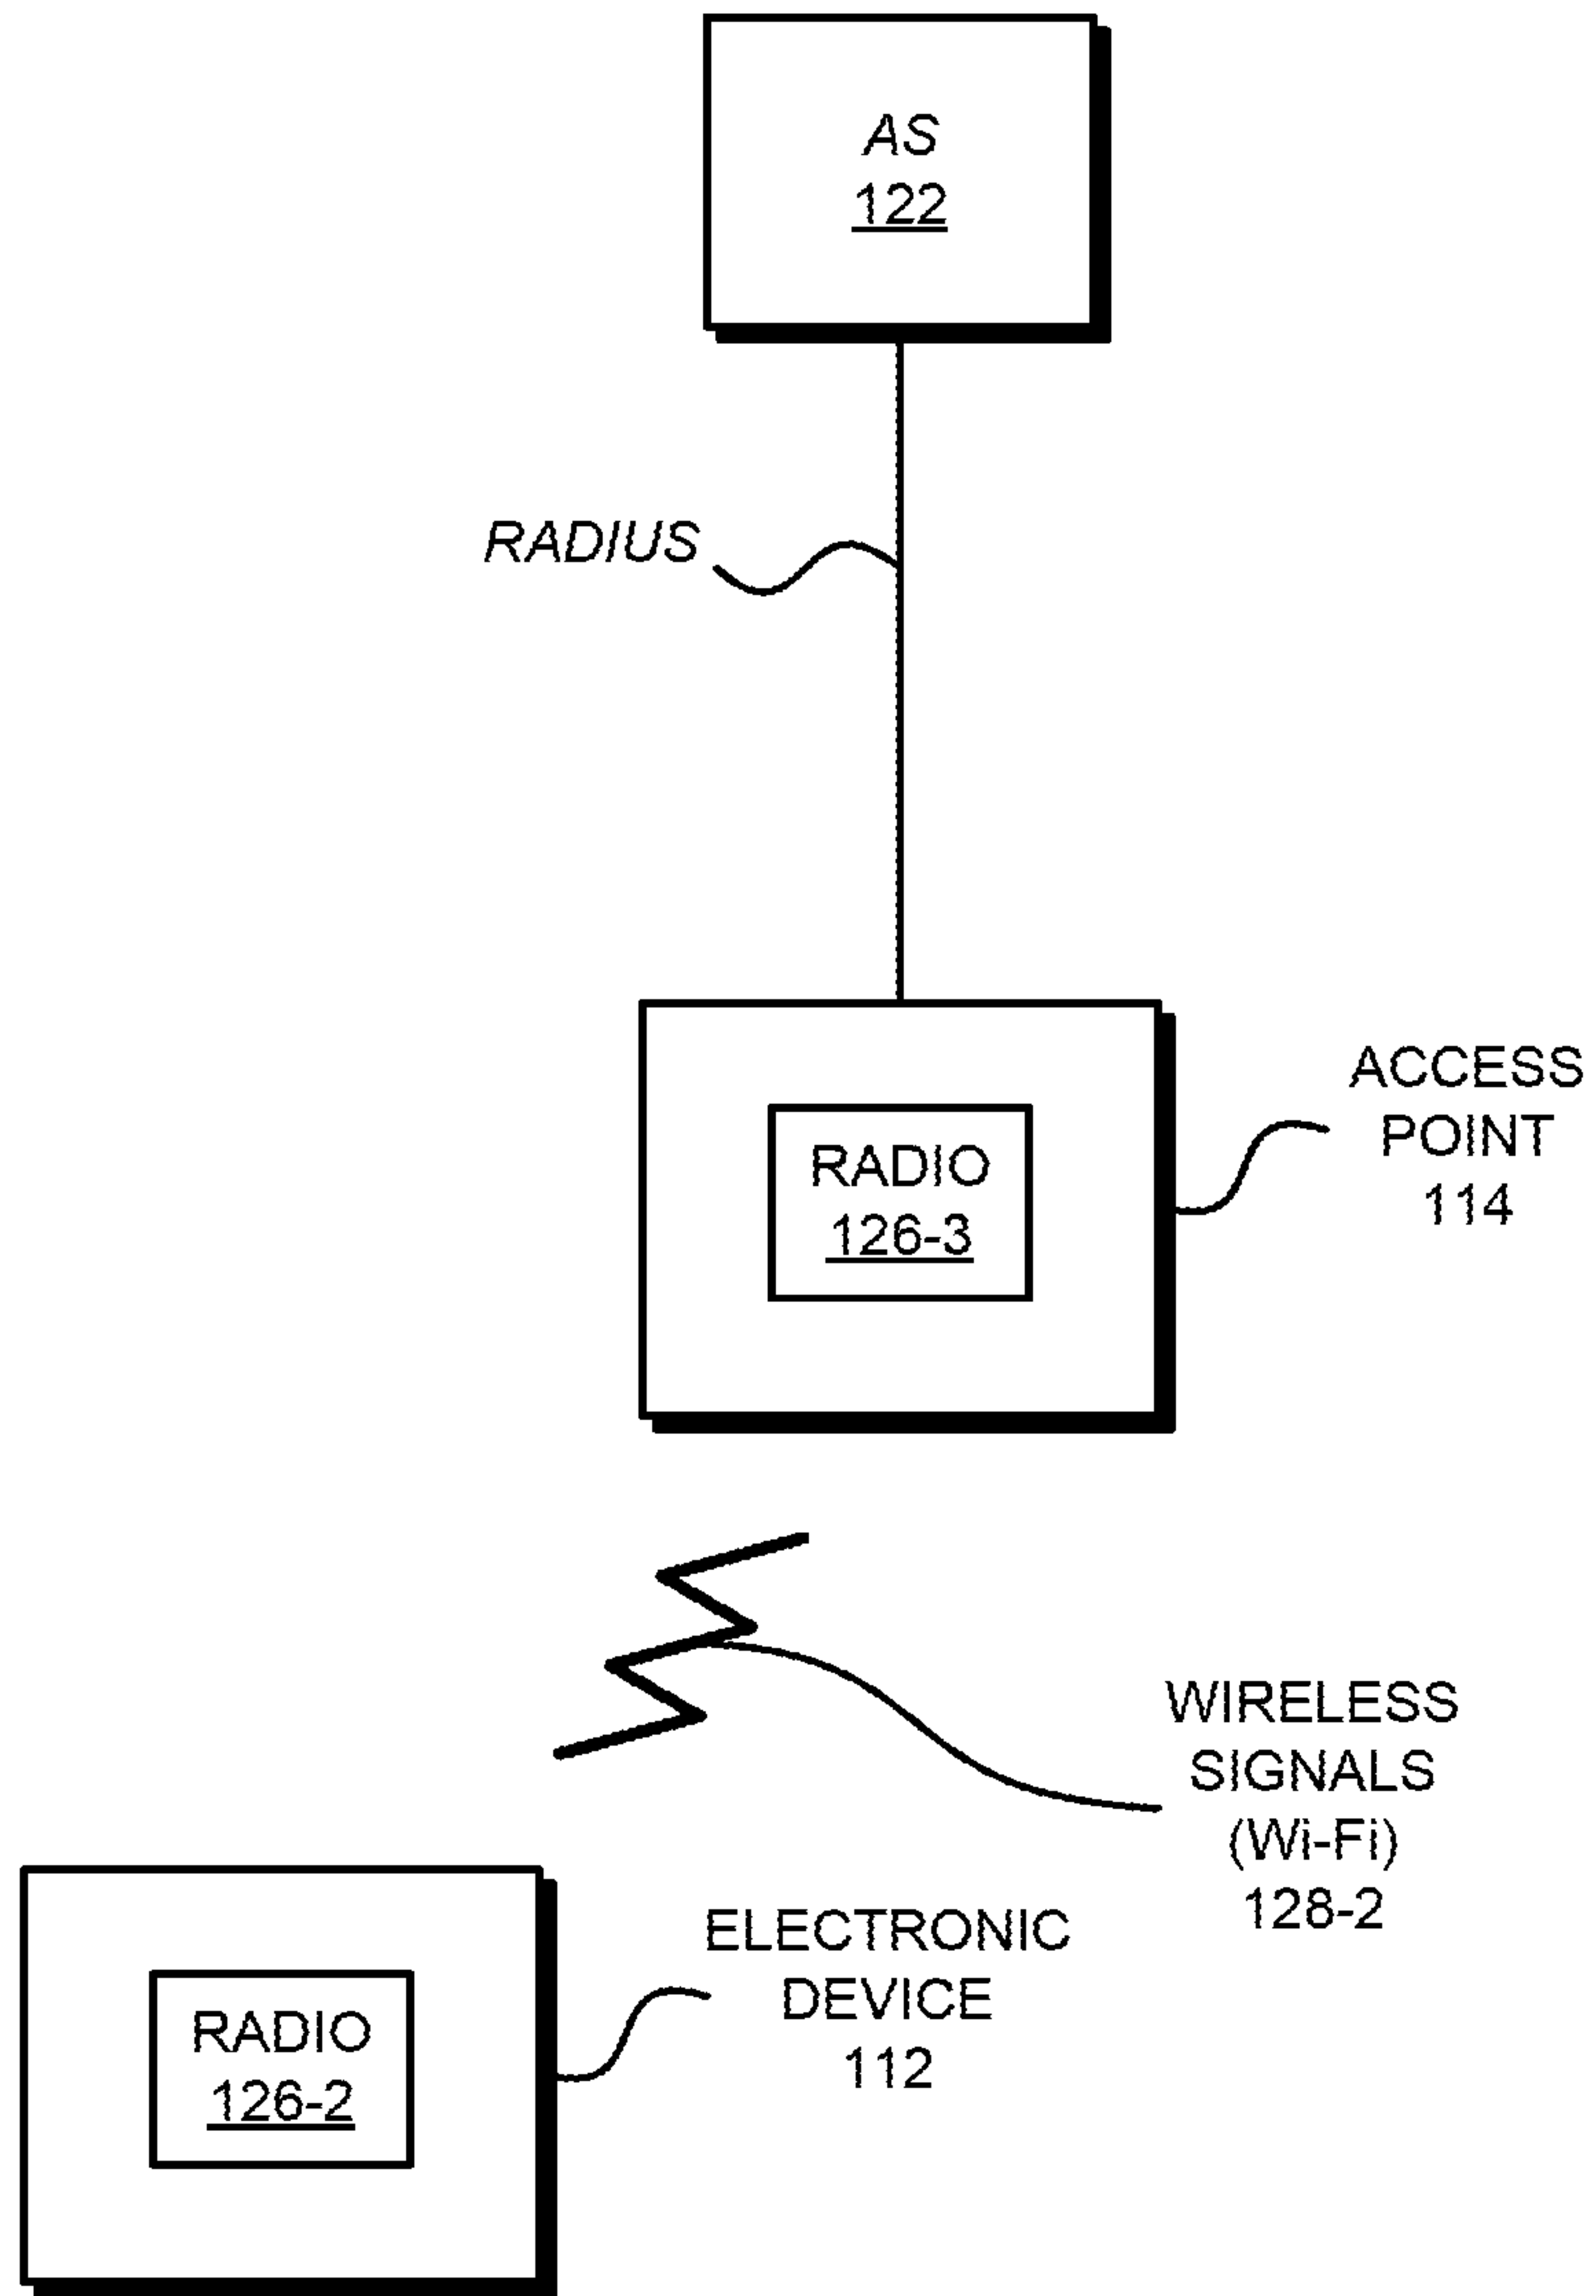 AS
122
RADIUS
RADIO
126-3
ACCESS
POINT
114
WIRELESS
SIGNALS
(Wi-Fi)
128-2
ELECTRONIC
DEVICE
112
RADIO
126-2